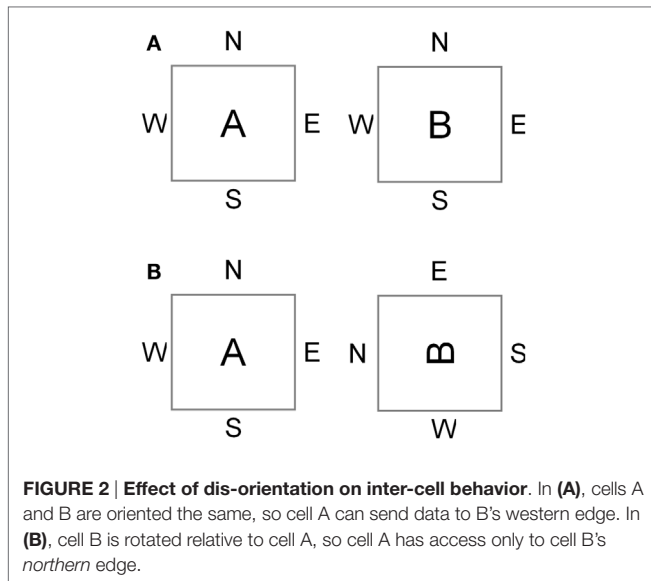 A N N
W A E W B E
S S
B N E
W A E N B S
S W
FIGURE 2 | Effect of dis-orientation on inter-cell behavior. In (A), cells A
and B are oriented the same, so cell A can send data to B's western edge. In
(B), cell B is rotated relative to cell A, so cell A has access only to cell B's
northern edge.